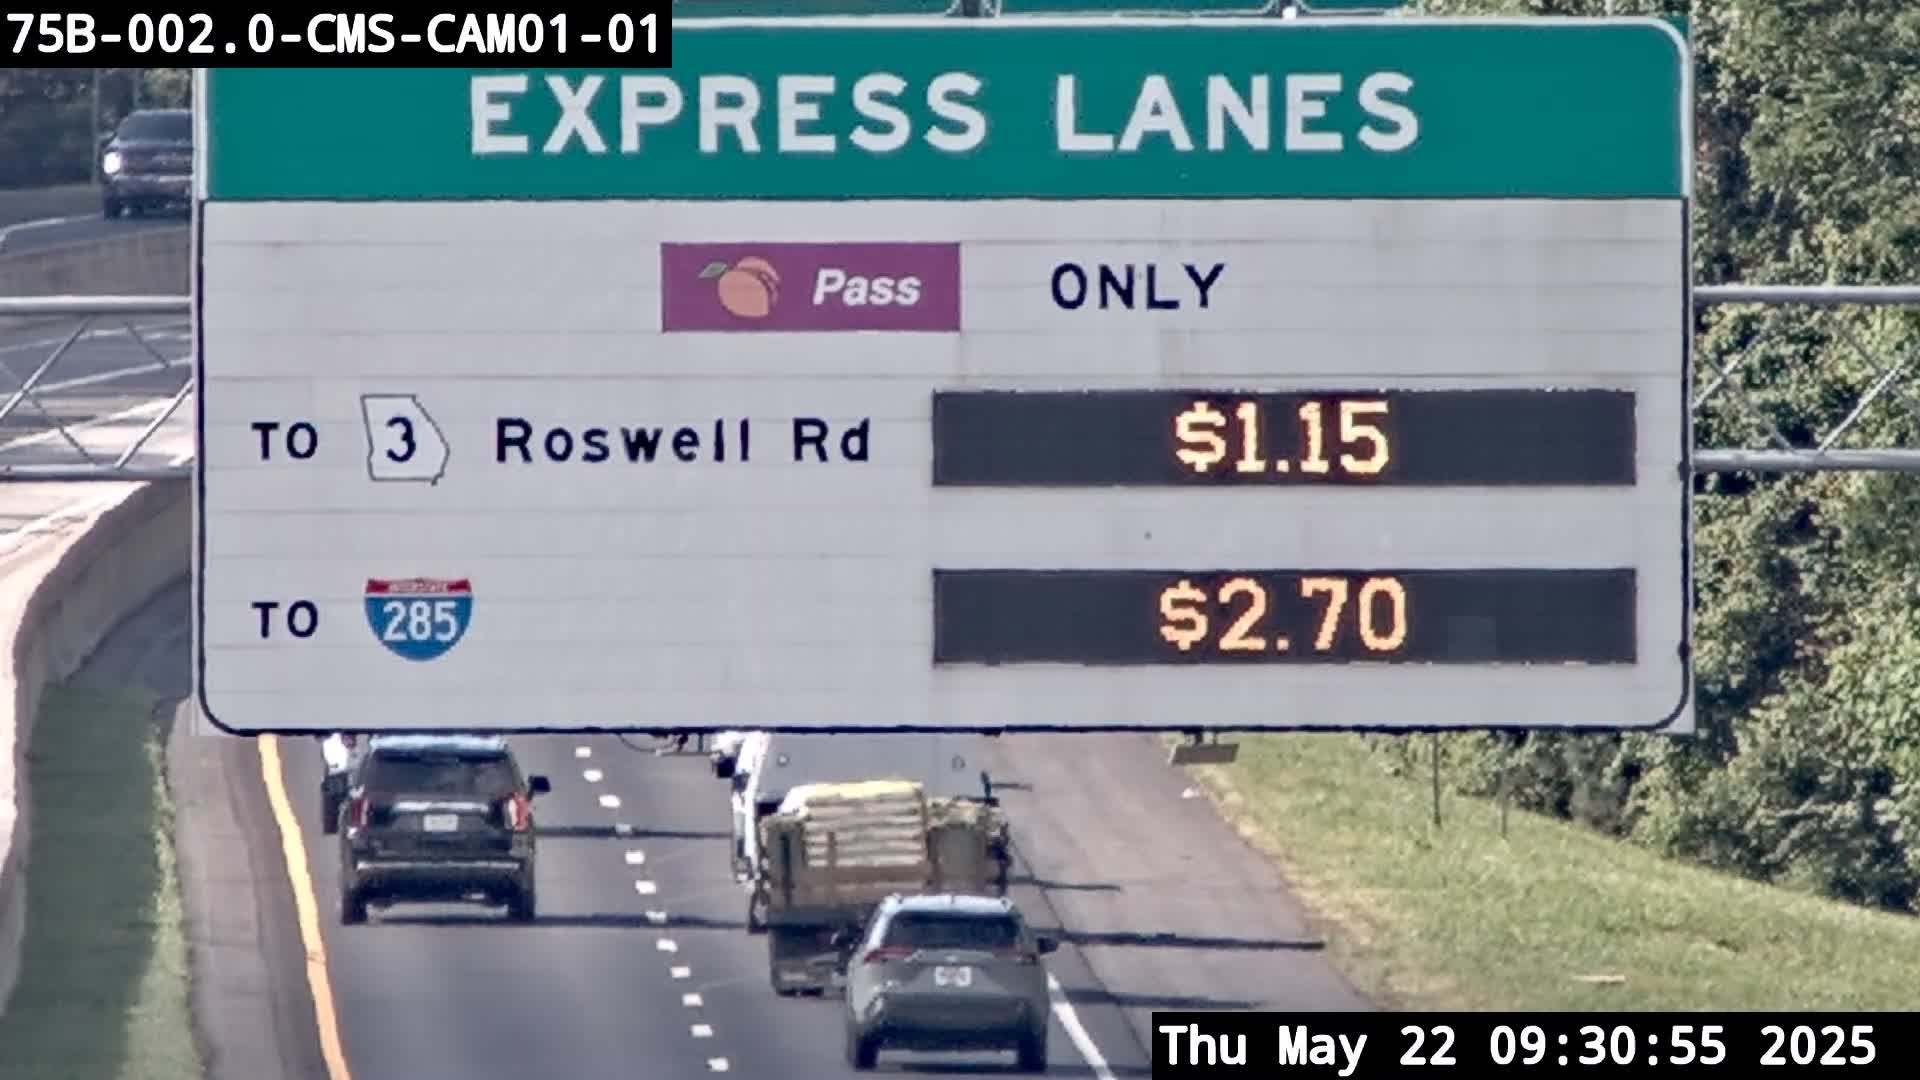 75B-002.0-CMS-CAM01-01
EXPRESS LANES
Pass ONLY
TO 3 Roswell Rd $1.15
TO INTERSTATE 285 $2.70
Thu May 22 09:30:55 2025